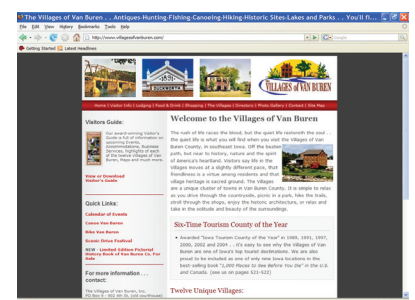 The Villages of Van Buren . . . Antiques-Hunting-Fishing-Canoeing-Hiking-Historic Sites-Lakes and Parks . . You'll fi...
File Edit View History Bookmarks Tools Help
http://www.villagesofvanburen.com/
Getting Started Latest Headlines
VILLAGES OF VAN BUREN
Home | Visitor Info | Lodging | Food & Drink | Shopping | The Villages | Directory | Photo Gallery | Contact | Site Map
Visitors Guide:
Our award-winning Visitor's
Guide is full of information on
upcoming Events,
Accommodations, Business
Services, highlights of each
of the twelve villages of Van
Buren, Maps and much more.
View or Download
Visitor's Guide
Quick Links:
Calendar of Events
Canoe Van Buren
Bike Van Buren
Scenic Drive Festival
NEW - Limited Edition Pictorial
History Book of Van Buren Co. For
Sale
For more information . . .
contact:
The Villages of Van Buren, Inc.
PO Box 9 - 902 4th St. (old courthouse)
Welcome to the Villages of Van Buren
The rush of life races the blood, but the quiet life restoreth the soul . .
the quiet life is what you will find when you visit the Villages of Van
Buren County, in southeast Iowa. Off the beaten
path, but near to history, nature and the spirit
of America's heartland. Visitors say life in the
Villages moves at a slightly different pace, that
friendliness is a virtue among residents and that
village heritage is sacred ground. The Villages
are a unique cluster of towns in Van Buren County. It is simple to relax
as you drive through the countryside, picnic in a park, hike the trails,
stroll through the shops, enjoy the historic architecture, or relax and
take in the solitude and beauty of the surroundings.
Six-Time Tourism County of the Year
• Awarded "Iowa Tourism County of the Year" in 1989, 1991, 1997,
2000, 2002 and 2004 . . it's easy to see why the Villages of Van
Buren are one of Iowa's top tourist destinations. We are also
proud to be included as one of only nine Iowa locations in the
best-selling book "1,000 Places to See Before You Die" in the U.S.
and Canada. (see us on pages 521-522)
Twelve Unique Villages: